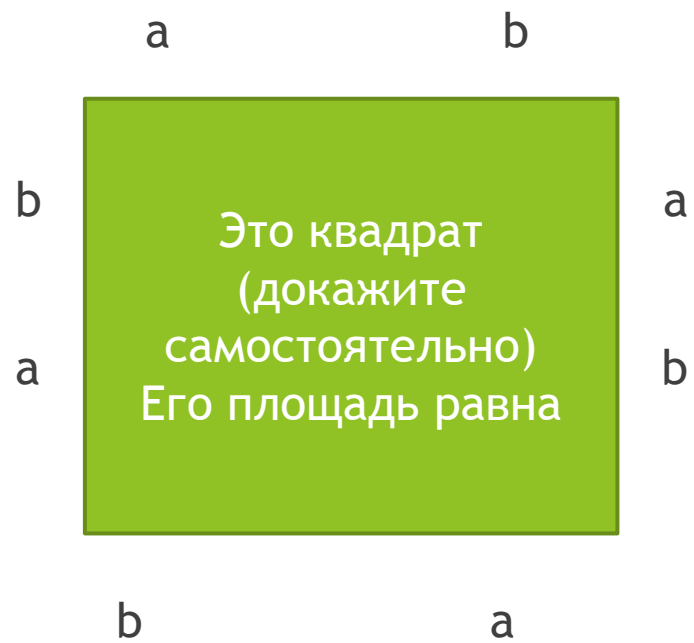 a b
b
a
Это квадрат
(докажите
самостоятельно)
a
b
Его площадь равна
b a